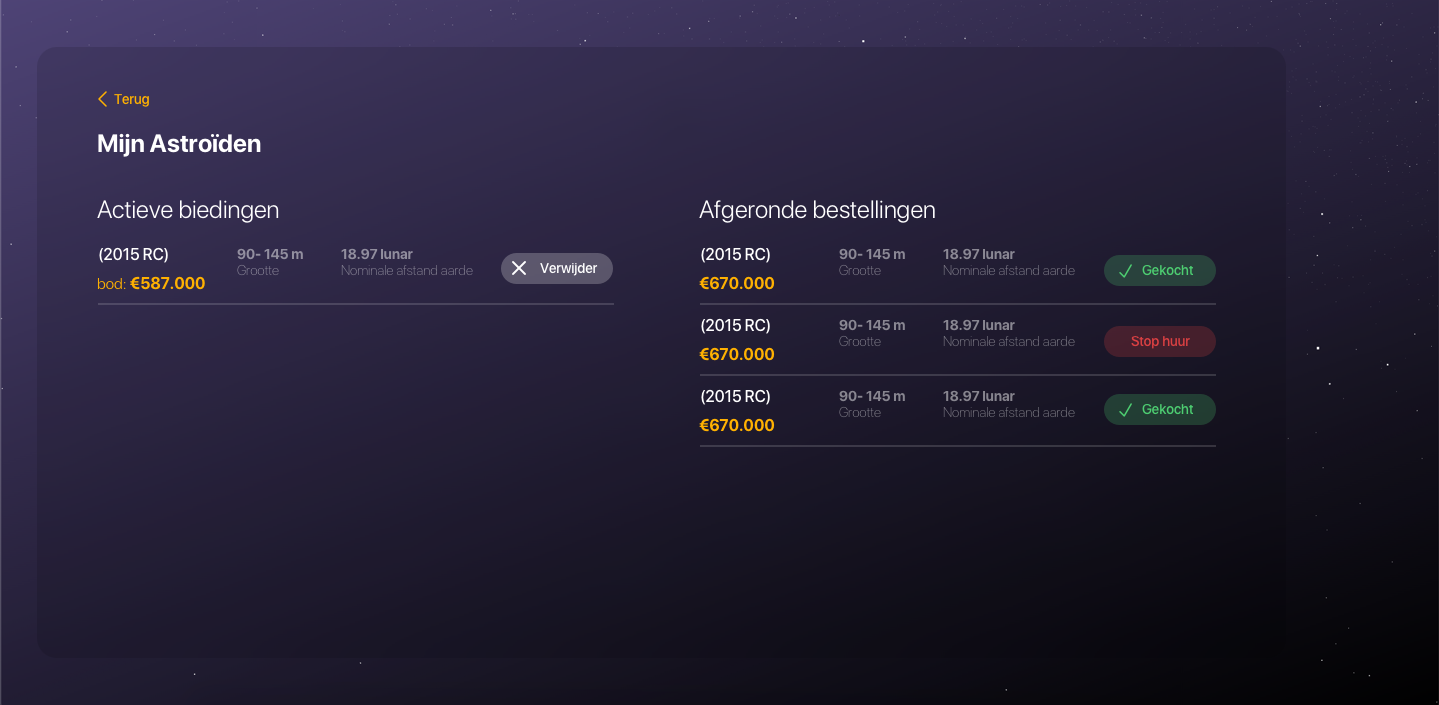 Terug
Mijn Astroïden
Actieve biedingen
(2015 RC)
90- 145 m
18.97 lunar
Grootte
Nominale afstand aarde
Verwijder
bod: €587.000
Afgeronde bestellingen
(2015 RC)
90- 145 m
18.97 lunar
Grootte
Nominale afstand aarde
Gekocht
€670.000
(2015 RC)
90- 145 m
18.97 lunar
Grootte
Nominale afstand aarde
Stop huur
€670.000
(2015 RC)
90- 145 m
18.97 lunar
Grootte
Nominale afstand aarde
Gekocht
€670.000